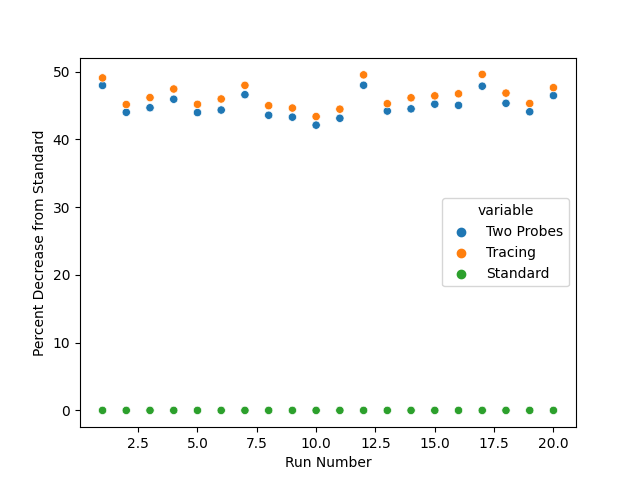 Percent Decrease from Standard
50
40
30
20
10
0
variable
Two Probes
Tracing
Standard
2.5
5.0
7.5
10.0
12.5
15.0
17.5
20.0
Run Number